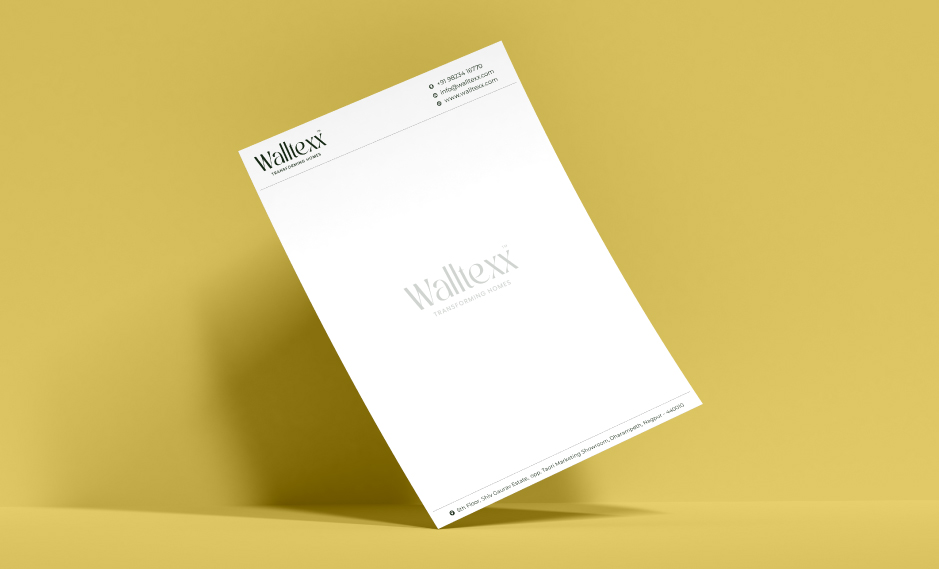 Walltexx
TRANSFORMING HOMES
+91 98234 16770
info@walltexx.com
www.walltexx.com
Walltexx
TRANSFORMING HOMES
5th Floor, Shiv Gaurav Estate, opp. Taori Marketing Showroom, Dharampeth, Nagpur - 440010